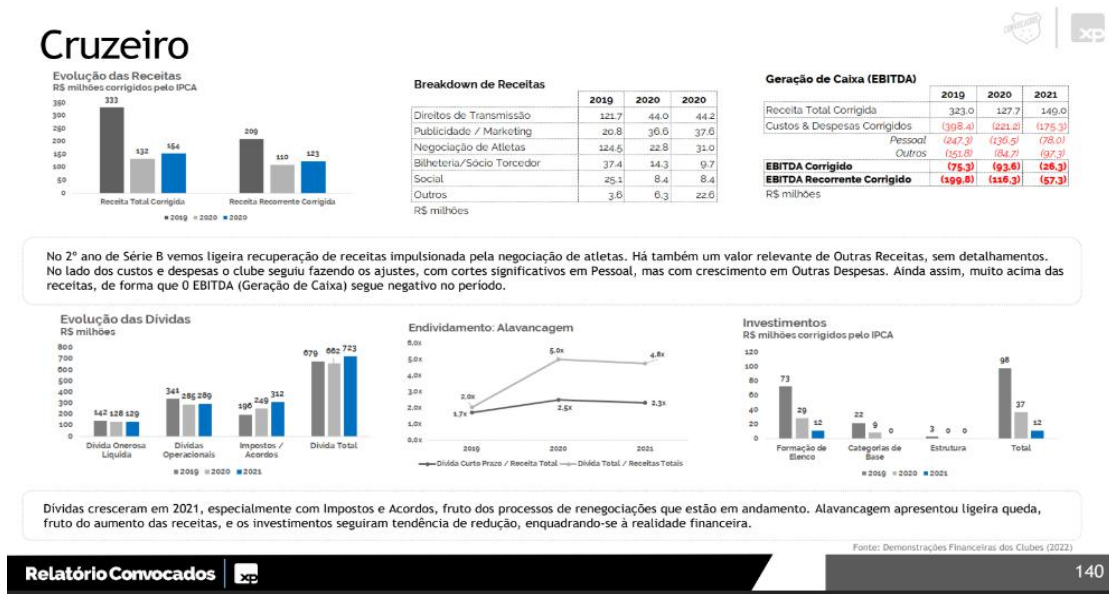 Cruzeiro
CONVOCADOS
xp
Evolução das Receitas
R$ milhões corrigidos pelo IPCA
350
300
250
200
150
100
50
0
333
132
154
209
110
123
Receita Total Corrigida
Receita Recorrente Corrigida
2019 2020 2020
Breakdown de Receitas
2019 2020 2020
Direitos de Transmissão 121.7 44.0 44.2
Publicidade / Marketing 20.8 36.6 37.6
Negociação de Atletas 124.5 22.8 31.0
Bilheteria/Sócio Torcedor 37.4 14.3 9.7
Social 25.1 8.4 8.4
Outros 3.6 6.3 22.6
R$ milhões
Geração de Caixa (EBITDA)
2019 2020 2021
Receita Total Corrigida 323.0 127.7 149.0
Custos & Despesas Corrigidos (398.4) (221.2) (175.3)
Pessoal (247.3) (136.5) (78.0)
Outros (151.8) (84.7) (97.3)
EBITDA Corrigido (75.3) (93.6) (26.3)
EBITDA Recorrente Corrigido (199.8) (116.3) (57.3)
R$ milhões
No 2º ano de Série B vemos ligeira recuperação de receitas impulsionada pela negociação de atletas. Há também um valor relevante de Outras Receitas, sem detalhamentos.
No lado dos custos e despesas o clube seguiu fazendo os ajustes, com cortes significativos em Pessoal, mas com crescimento em Outras Despesas. Ainda assim, muito acima das
receitas, de forma que 0 EBITDA (Geração de Caixa) segue negativo no período.
Evolução das Dívidas
R$ milhões
800
700
600
500
400
300
200
100
0
142 128 129
341 285 289
196 249 312
679 662 723
Dívida Onerosa
Líquida
Dívidas
Operacionais
Impostos /
Acordos
Dívida Total
2019 2020 2021
Endividamento: Alavancagem
6,0x
5,0x
4,0x
3,0x
2,0x
1,0x
0,0x
2,0x
1,7x
5,0x
2,5x
4,8x
2,3x
2019 2020 2021
Dívida Curto Prazo / Receita Total Dívida Total / Receitas Totais
Investimentos
R$ milhões corrigidos pelo IPCA
120
100
80
60
40
20
0
73
29
12
22
9
0
3 0 0
98
37
12
Formação de
Elenco
Categorias de
Base
Estrutura
Total
2019 2020 2021
Dívidas cresceram em 2021, especialmente com Impostos e Acordos, fruto dos processos de renegociações que estão em andamento. Alavancagem apresentou ligeira queda,
fruto do aumento das receitas, e os investimentos seguiram tendência de redução, enquadrando-se à realidade financeira.
Fonte: Demonstrações Financeiras dos Clubes (2022)
Relatório Convocados
xp
140